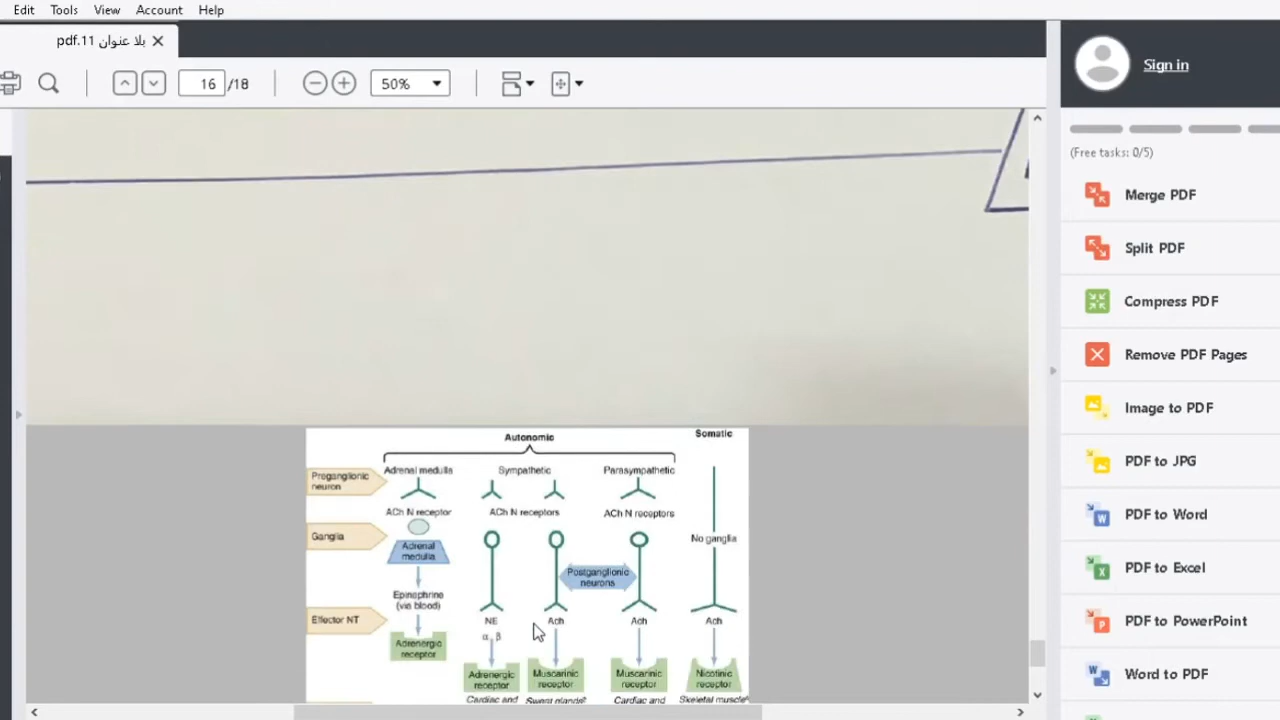 Edit Tools View Account Help
بلا عنوان 11.pdf
16 /18 50%
Sign in
(Free tasks: 0/5)
Merge PDF
Split PDF
Compress PDF
Remove PDF Pages
Image to PDF
PDF to JPG
PDF to Word
PDF to Excel
PDF to PowerPoint
Word to PDF
Autonomic Somatic
Preganglionic neuron
Adrenal medulla Sympathetic Parasympathetic
ACh N receptor ACh N receptors ACh N receptors
Ganglia
Adrenal medulla
No ganglia
Postganglionic neurons
Epinephrine (via blood)
Effector NT
NE Ach Ach Ach
α, β
Adrenergic receptor
Adrenergic receptor Muscarinic receptor Muscarinic receptor Nicotinic receptor
Cardiac and Sweat glands Cardiac and Skeletal muscle